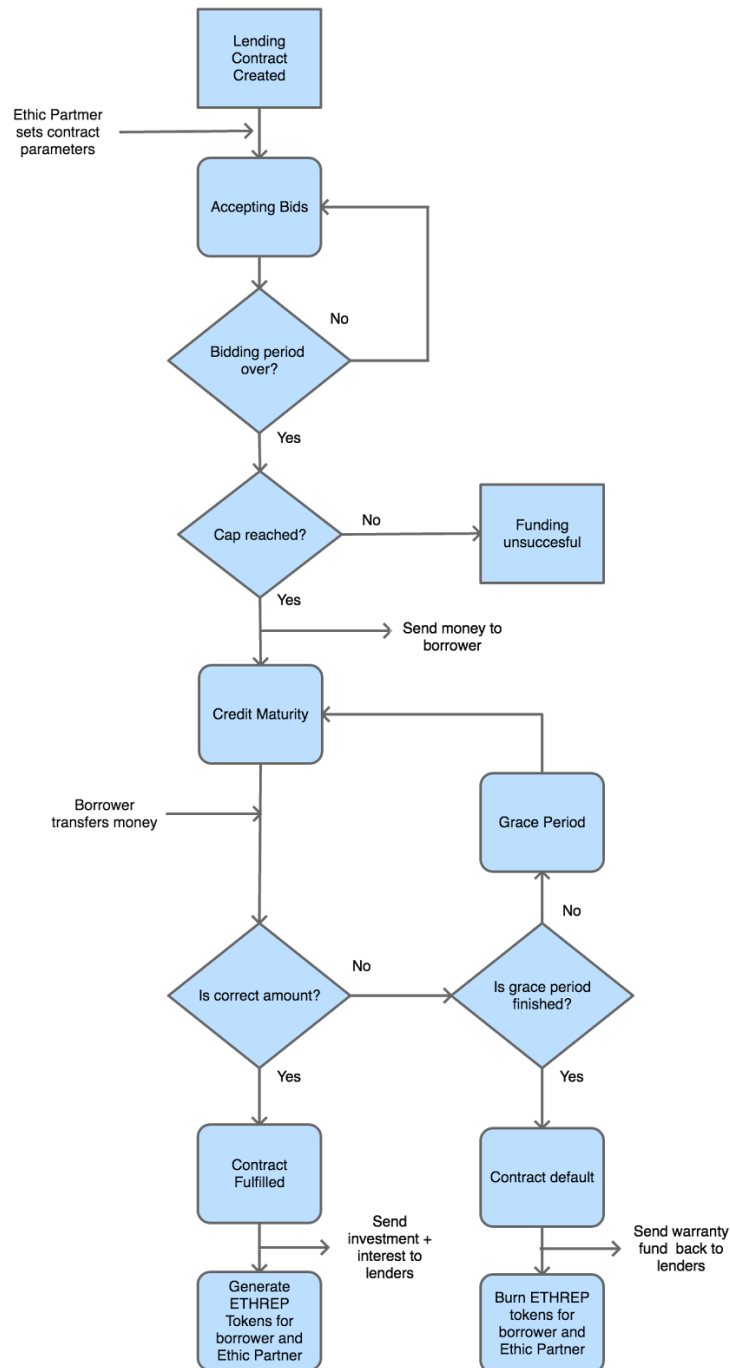 Lending
Contract
Created
Ethic Partmer
sets contract
parameters
Accepting Bids
No
Bidding period
over?
Yes
Cap reached?
No
Funding
unsuccesful
Yes
Send money to
borrower
Credit Maturity
Borrower
transfers money
Grace Period
No
Is correct amount?
No
Is grace period
finished?
Yes
Yes
Contract
Fulfilled
Contract default
Send
investment +
interest to
lenders
Send warranty
fund  back to
lenders
Generate
ETHREP
Tokens for
borrower and
Ethic Partner
Burn ETHREP
tokens for
borrower and
Ethic Partner